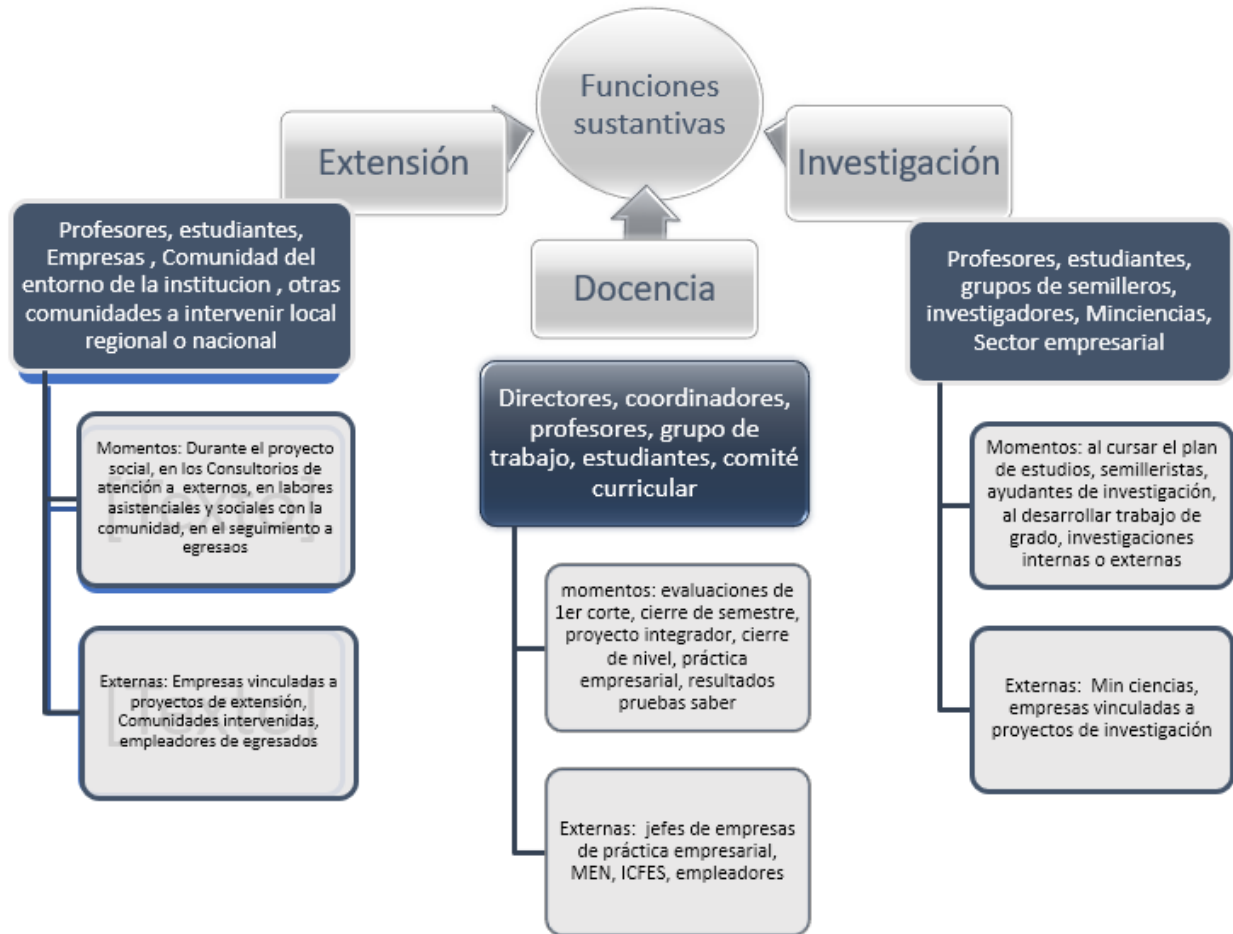 Funciones
sustantivas
Extensión
Investigación
Docencia
Profesores, estudiantes,
Empresas , Comunidad del
entorno de la institucion , otras
comunidades a intervenir local
regional o nacional
Momentos: Durante el proyecto
social, en los Consultorios de
atención a externos, en labores
asistenciales y sociales con la
comunidad, en el seguimiento a
egresaos
[Texto]
Externas: Empresas vinculadas a
proyectos de extensión,
Comunidades intervenidas,
empleadores de egresados
[Texto]
Directores, coordinadores,
profesores, grupo de
trabajo, estudiantes, comité
curricular
momentos: evaluaciones de
1er corte, cierre de semestre,
proyecto integrador, cierre
de nivel, práctica
empresarial, resultados
pruebas saber
Externas: jefes de empresas
de práctica empresarial,
MEN, ICFES, empleadores
Profesores, estudiantes,
grupos de semilleros,
investigadores, Minciencias,
Sector empresarial
Momentos: al cursar el plan
de estudios, semilleristas,
ayudantes de investigación,
al desarrollar trabajo de
grado, investigaciones
internas o externas
Externas: Min ciencias,
empresas vinculadas a
proyectos de investigación